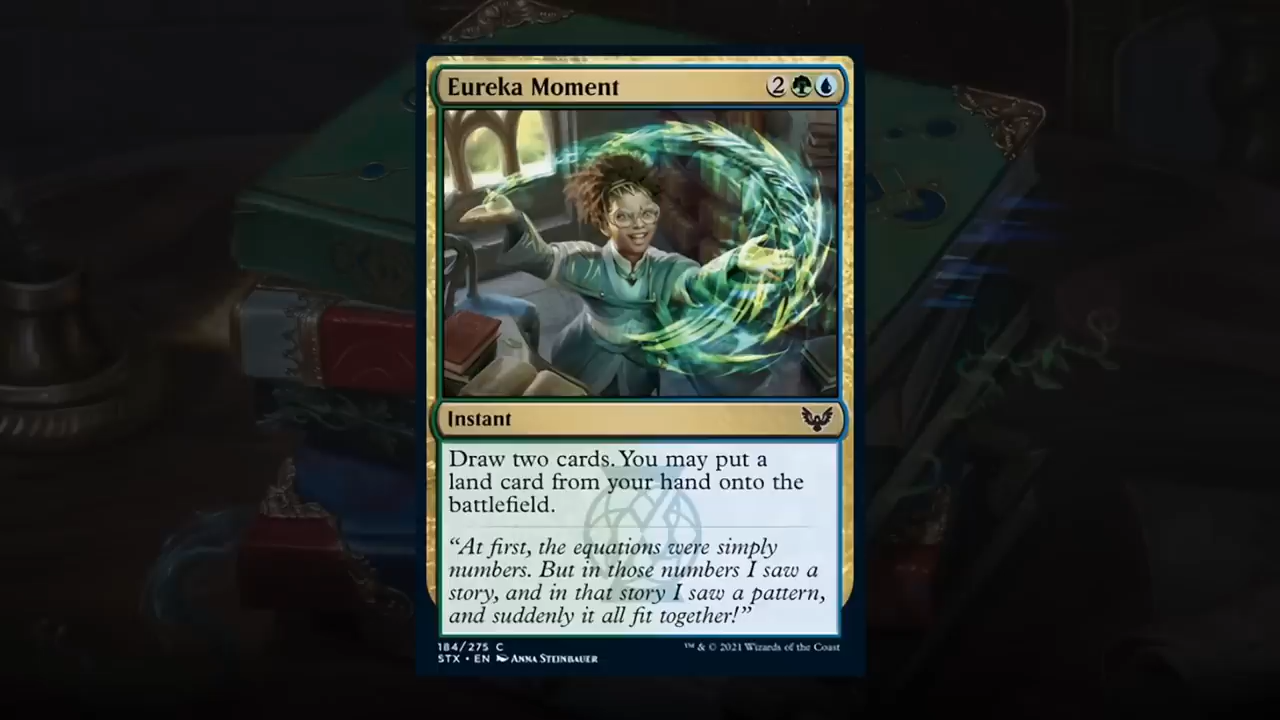 Eureka Moment 2
Instant
Draw two cards. You may put a
land card from your hand onto the
battlefield.
“At first, the equations were simply
numbers. But in those numbers I saw a
story, and in that story I saw a pattern,
and suddenly it all fit together!”
184/275 C ™ & © 2021 Wizards of the Coast
STX • EN Anna Steinbauer